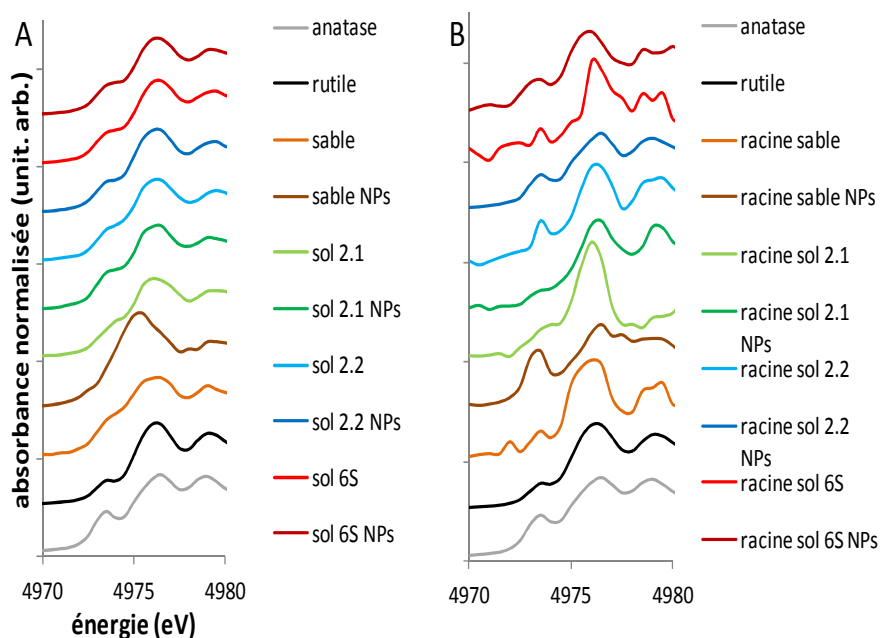 A
absorbance normalisée (unit. arb.)
4970
4975
4980
énergie (eV)
anatase
rutile
sable
sable NPs
sol 2.1
sol 2.1 NPs
sol 2.2
sol 2.2 NPs
sol 6S
sol 6S NPs
B
4970
4975
4980
anatase
rutile
racine sable
racine sable NPs
racine sol 2.1
racine sol 2.1
NPs
racine sol 2.2
racine sol 2.2
NPs
racine sol 6S
racine sol 6S NPs